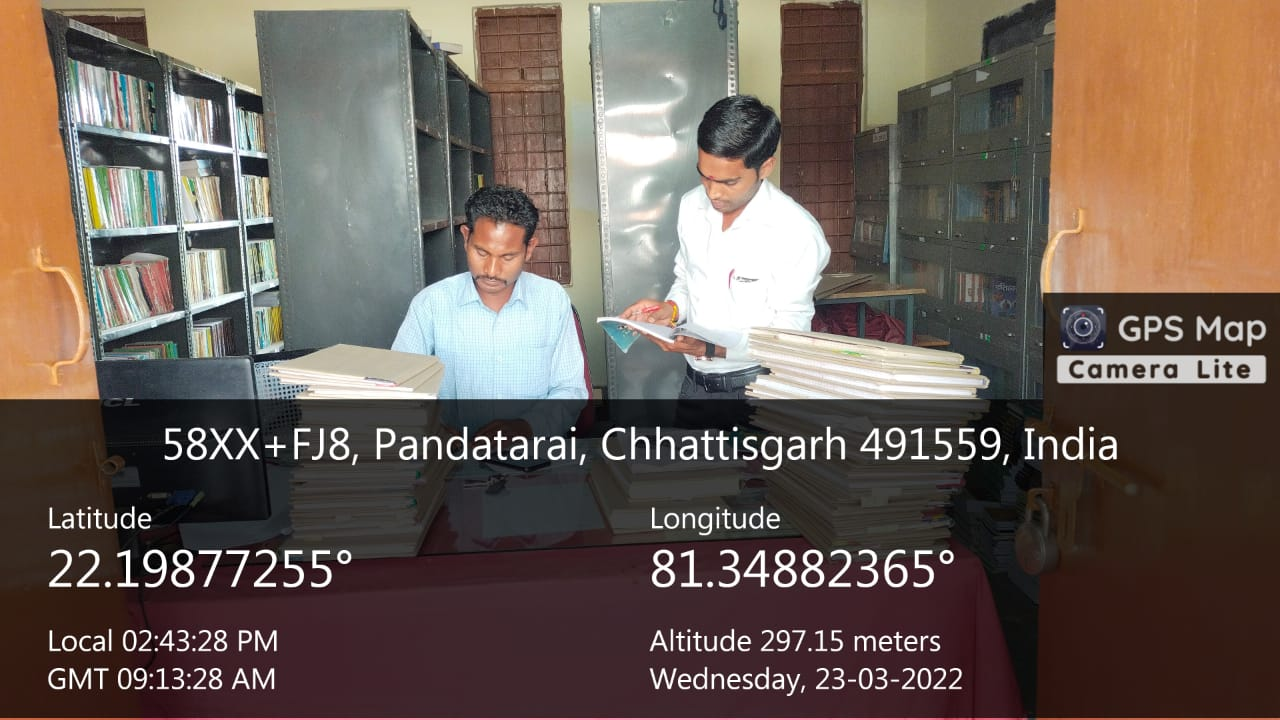 GPS Map
Camera Lite
58XX+FJ8, Pandatarai, Chhattisgarh 491559, India
Latitude
22.19877255°
Longitude
81.34882365°
Local 02:43:28 PM
GMT 09:13:28 AM
Altitude 297.15 meters
Wednesday, 23-03-2022